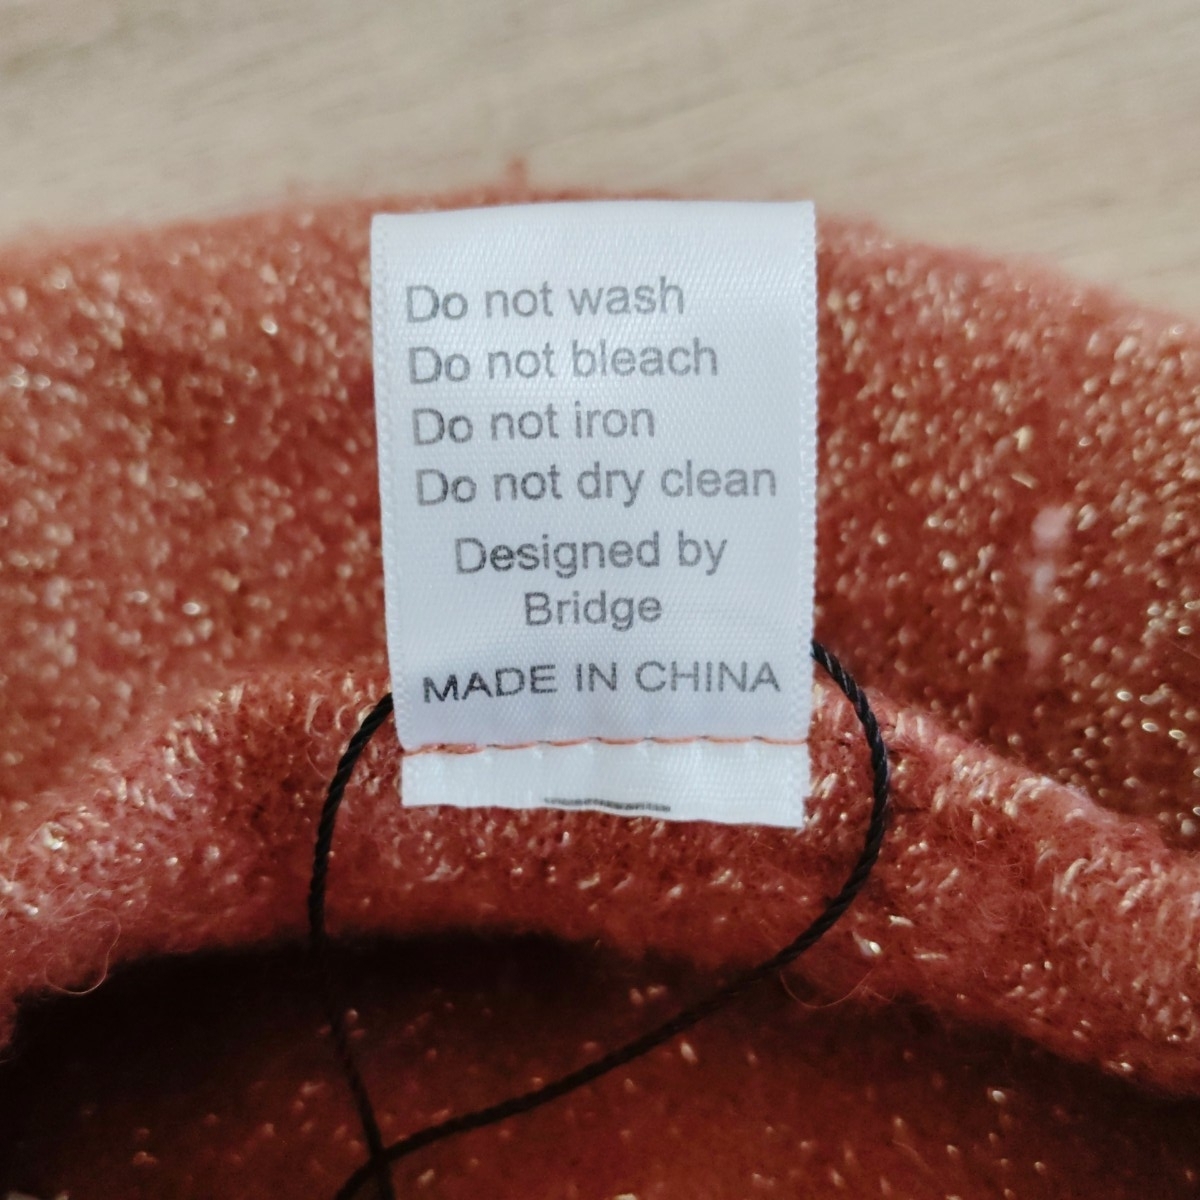 Do not wash
Do not bleach
Do not iron
Do not dry clean
Designed by
Bridge
MADE IN CHINA